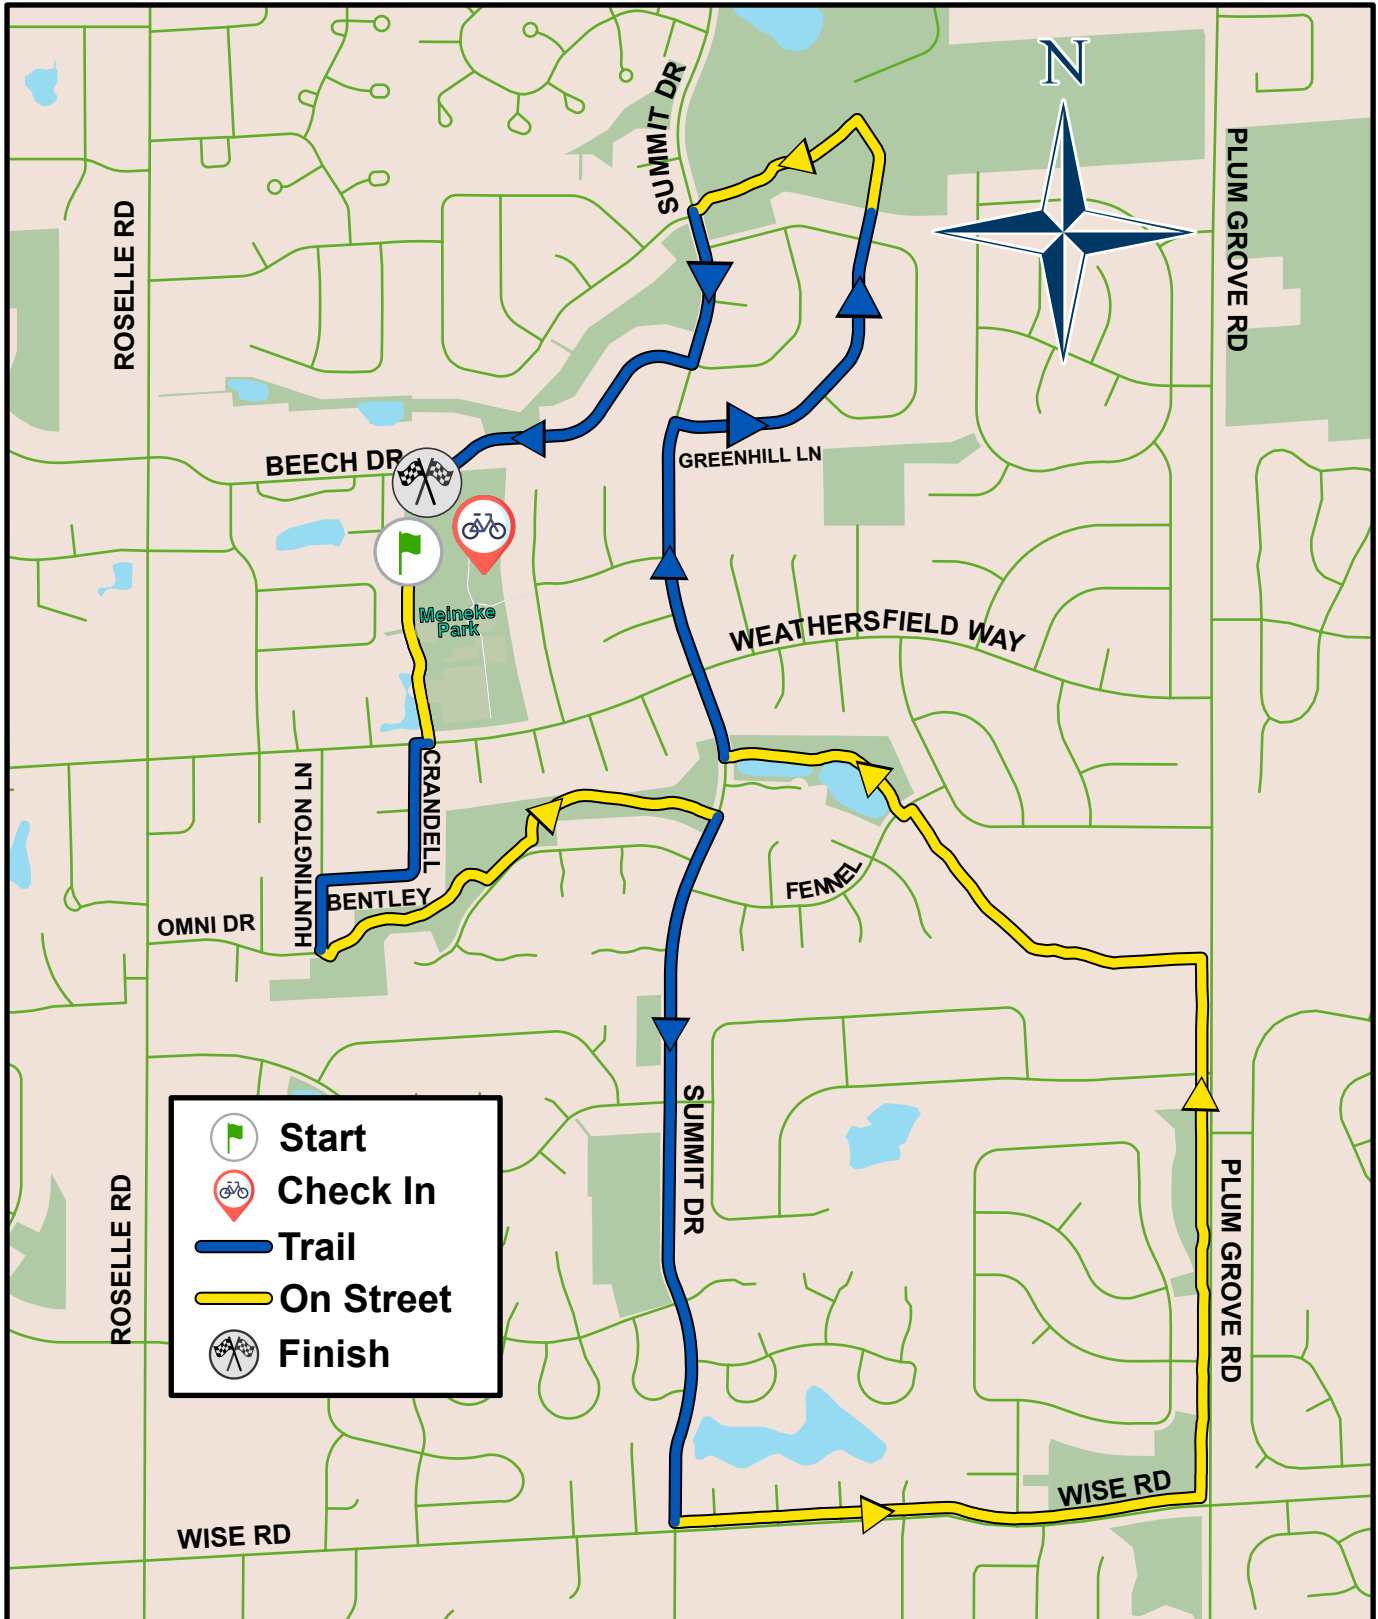 N
SUMMIT DR
ROSELLE RD
PLUM GROVE RD
BEECH DR
GREENHILL LN
Meineke
Park
WEATHERSFIELD WAY
CRANDELL
HUNTINGTON LN
BENTLEY
FENNEL
OMNI DR
SUMMIT DR
ROSELLE RD
PLUM GROVE RD
Start
Check In
Trail
On Street
Finish
WISE RD
WISE RD